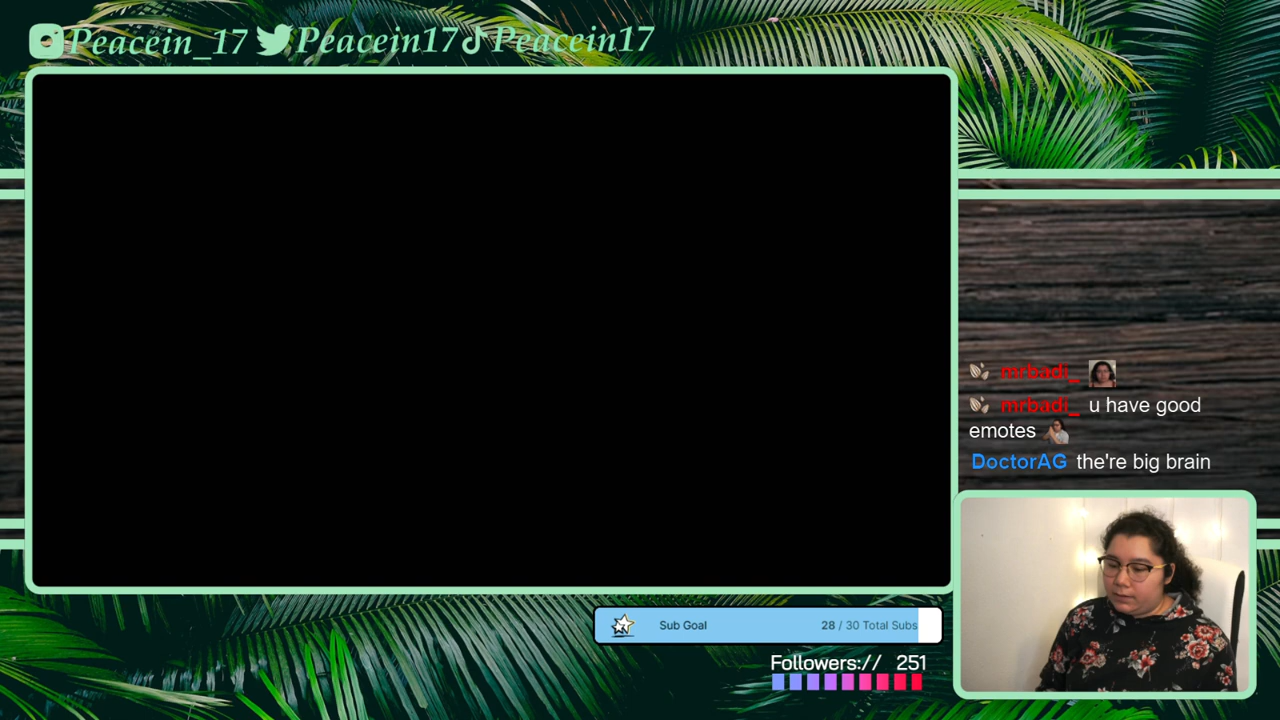 Peacein_17 Peacein17 Peacein17
mrbadi_
mrbadi_ u have good
emotes
DoctorAG the're big brain
Sub Goal 28 / 30 Total Subs
Followers:// 251